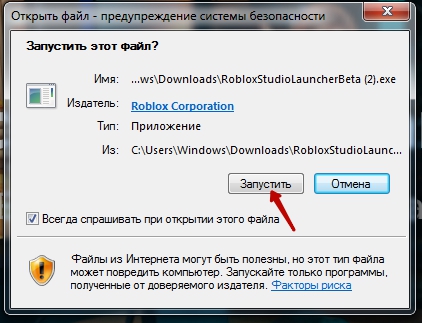 Открыть файл - предупреждение системы безопасности
Запустить этот файл?
Имя: ...ws\Downloads\RobloxStudioLauncherBeta (2).exe
Издатель: Roblox Corporation
Тип: Приложение
Из: C:\Users\Windows\Downloads\RobloxStudioLaunc...
Запустить Отмена
Всегда спрашивать при открытии этого файла
Файлы из Интернета могут быть полезны, но этот тип файла
может повредить компьютер. Запускайте только программы,
полученные от доверяемого издателя. Факторы риска